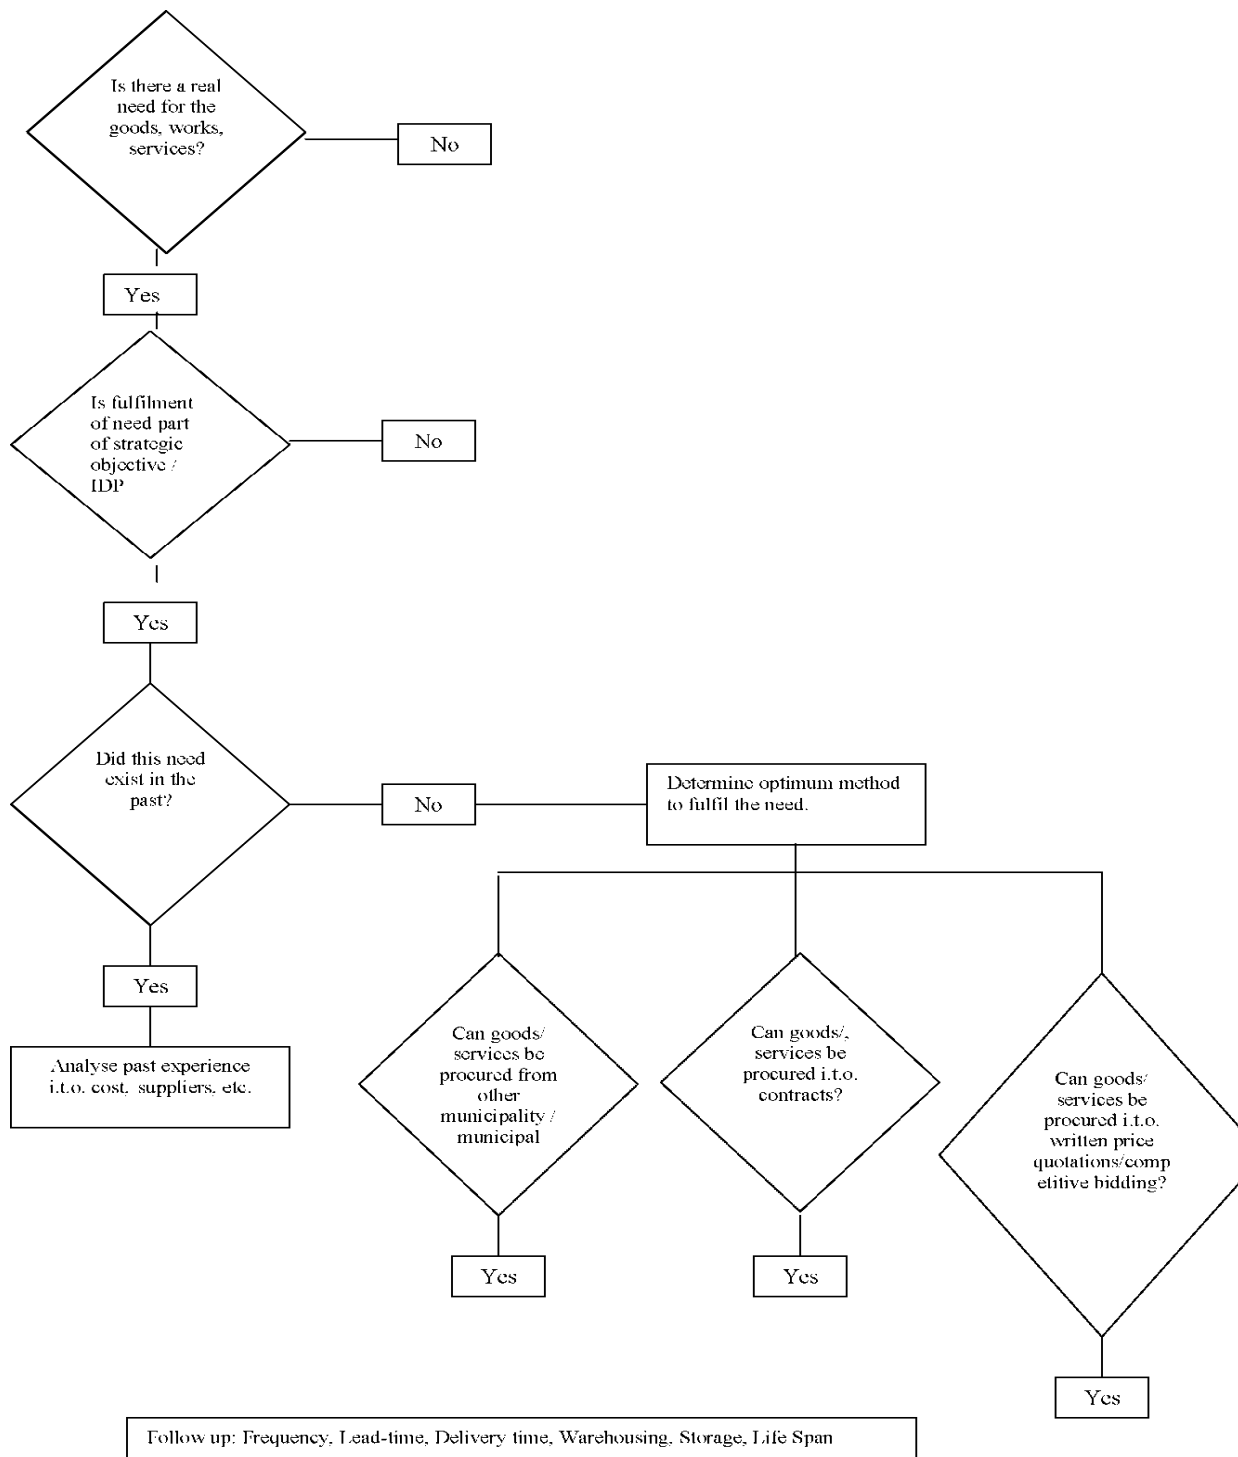 Is there a real
need for the
goods, works,
services?
No
Yes
Is fulfilment
of need part
of strategic
objective /
IDP
No
Yes
Did this need
exist in the
past?
No
Determine optimum method
to fulfil the need.
Yes
Analyse past experience
i.t.o. cost, suppliers, etc.
Can goods/
services be
procured from
other
municipality /
municipal
Can goods/,
services be
procured i.t.o.
contracts?
Can goods/
services be
procured i.t.o.
written price
quotations/comp
etitive bidding?
Yes
Yes
Yes
Follow up: Frequency, Lead-time, Delivery time, Warehousing, Storage, Life Span